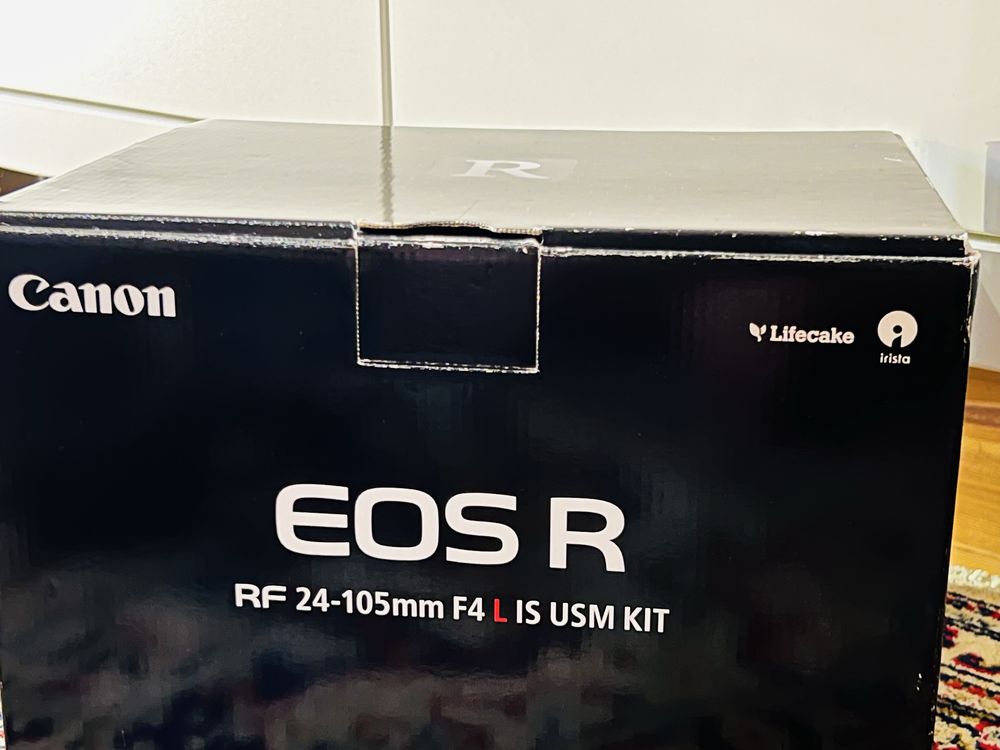 R
Canon
Lifecake
irista
EOS R
RF 24-105mm F4 L IS USM KIT